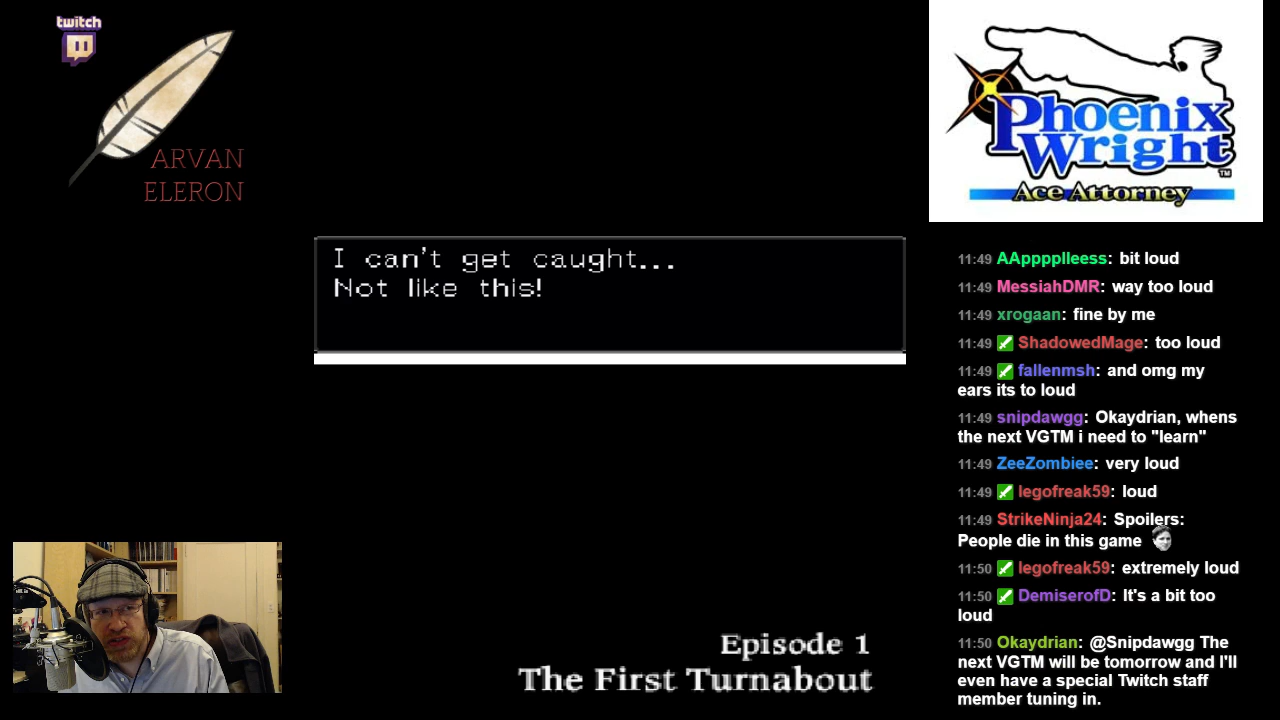 twitch
ARVAN
ELERON
I can't get caught...
Not like this!
Episode 1
The First Turnabout
Phoenix
Wright™
Ace Attorney
11:49 AApppplleess: bit loud
11:49 MessiahDMR: way too loud
11:49 xrogaan: fine by me
11:49 ShadowedMage: too loud
11:49 fallenmsh: and omg my
ears its to loud
11:49 snipdawgg: Okaydrian, whens
the next VGTM i need to "learn"
11:49 ZeeZombiee: very loud
11:49 legofreak59: loud
11:49 StrikeNinja24: Spoilers:
People die in this game
11:50 legofreak59: extremely loud
11:50 DemiserofD: It's a bit too
loud
11:50 Okaydrian: @Snipdawgg The
next VGTM will be tomorrow and I'll
even have a special Twitch staff
member tuning in.